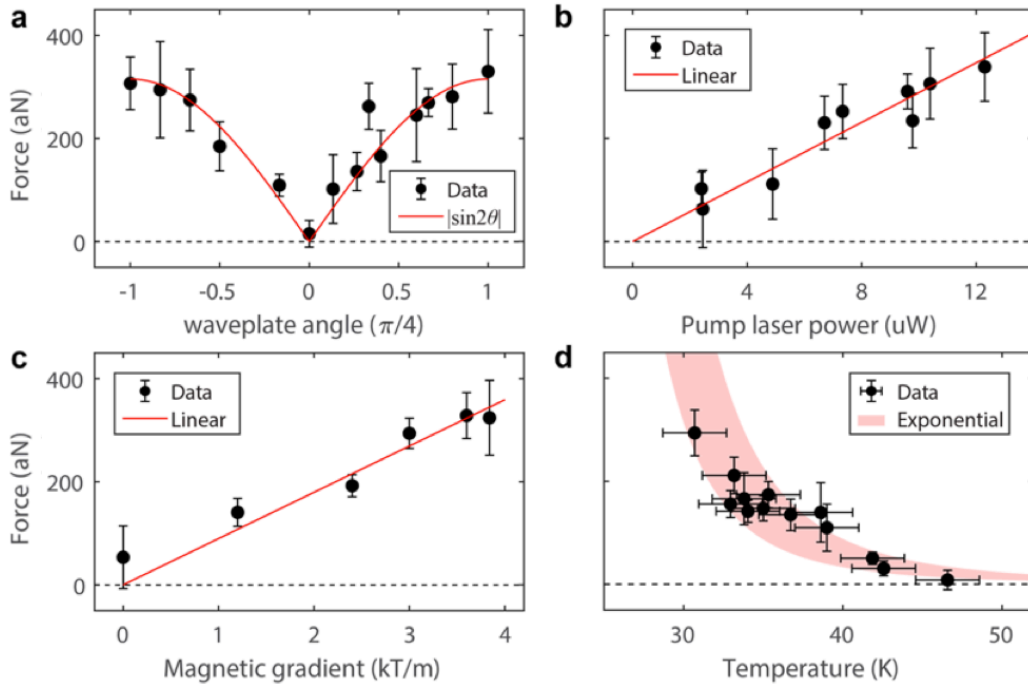 a
400
200
0
Force (aN)
Data
|sin2θ|
-1
-0.5
0
0.5
1
waveplate angle (π/4)
b
Data
Linear
0
4
8
12
Pump laser power (uW)
c
400
200
0
Force (aN)
Data
Linear
0
1
2
3
4
Magnetic gradient (kT/m)
d
Data
Exponential
30
40
50
Temperature (K)